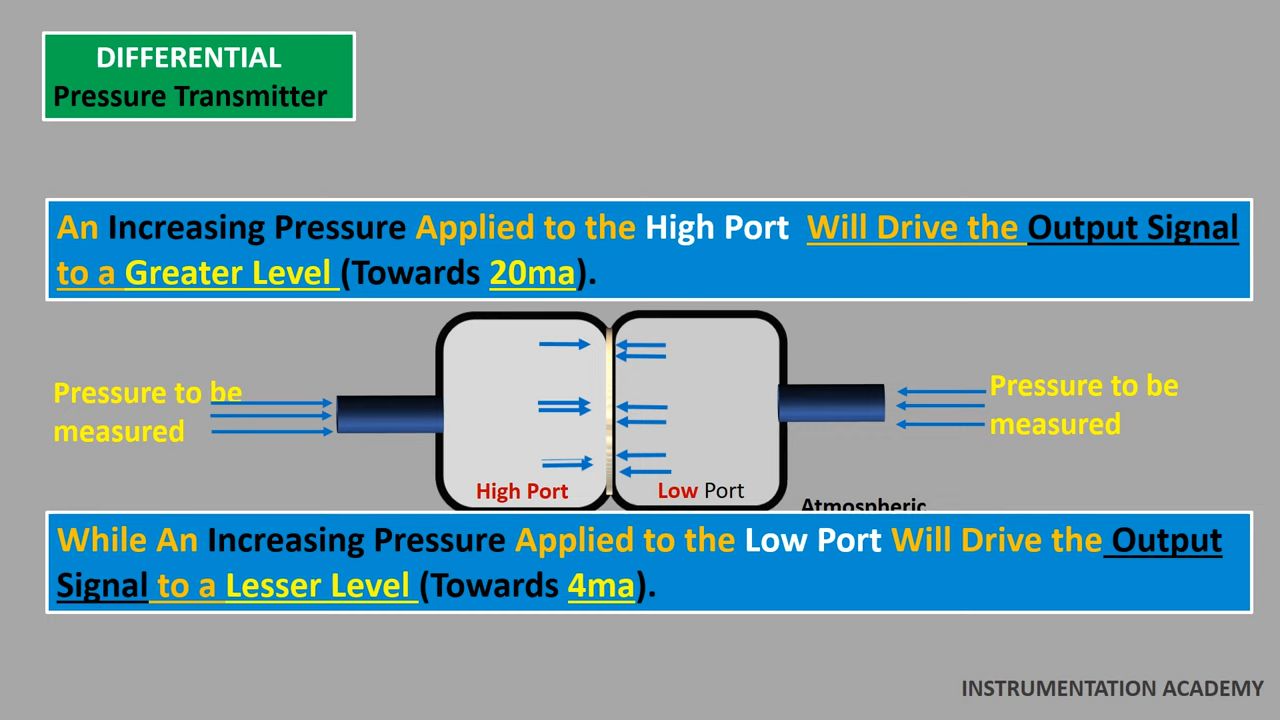 DIFFERENTIAL
Pressure Transmitter
An Increasing Pressure Applied to the High Port Will Drive the Output Signal
to a Greater Level (Towards 20ma).
Pressure to be
measured
Pressure to be
measured
High Port
Low Port
Atmospheric
While An Increasing Pressure Applied to the Low Port Will Drive the Output
Signal to a Lesser Level (Towards 4ma).
INSTRUMENTATION ACADEMY